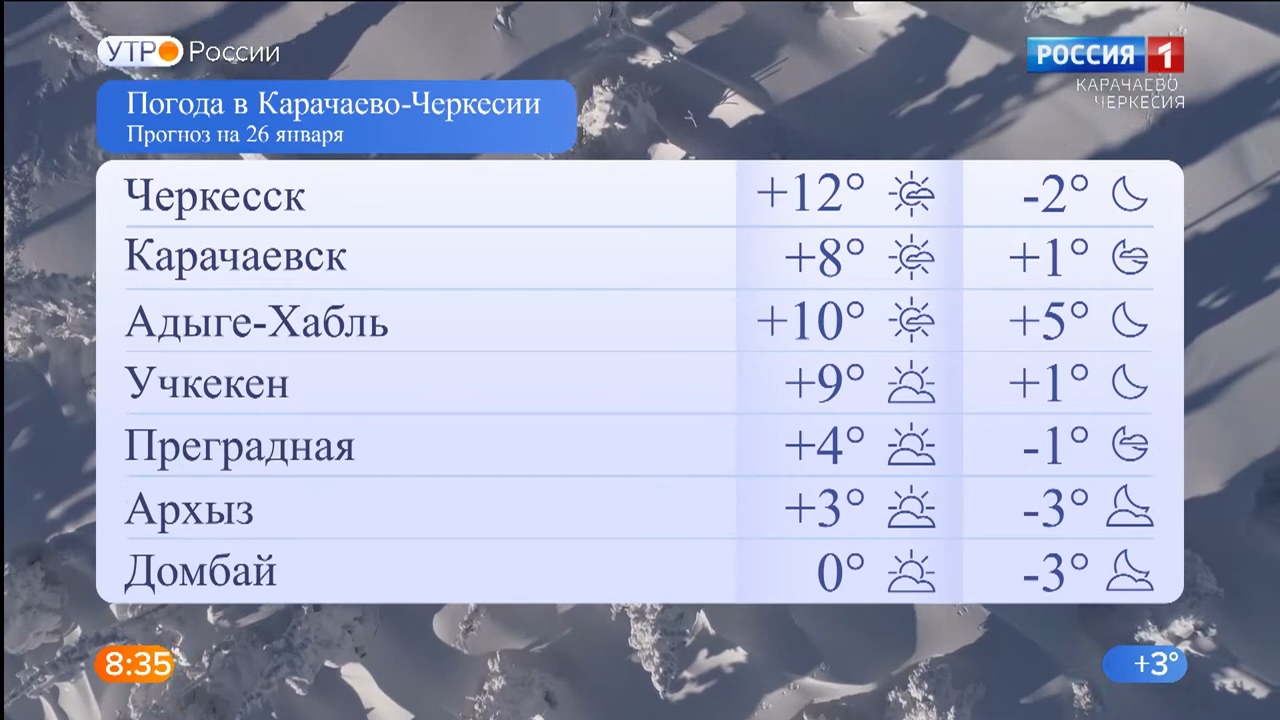 УТРО России
РОССИЯ 1
КАРАЧАЕВО
ЧЕРКЕСИЯ
Погода в Карачаево-Черкесии
Прогноз на 26 января
Черкесск +12° -2°
Карачаевск +8° +1°
Адыге-Хабль +10° +5°
Учкекен +9° +1°
Преградная +4° -1°
Архыз +3° -3°
Домбай 0° -3°
8:35
+3°